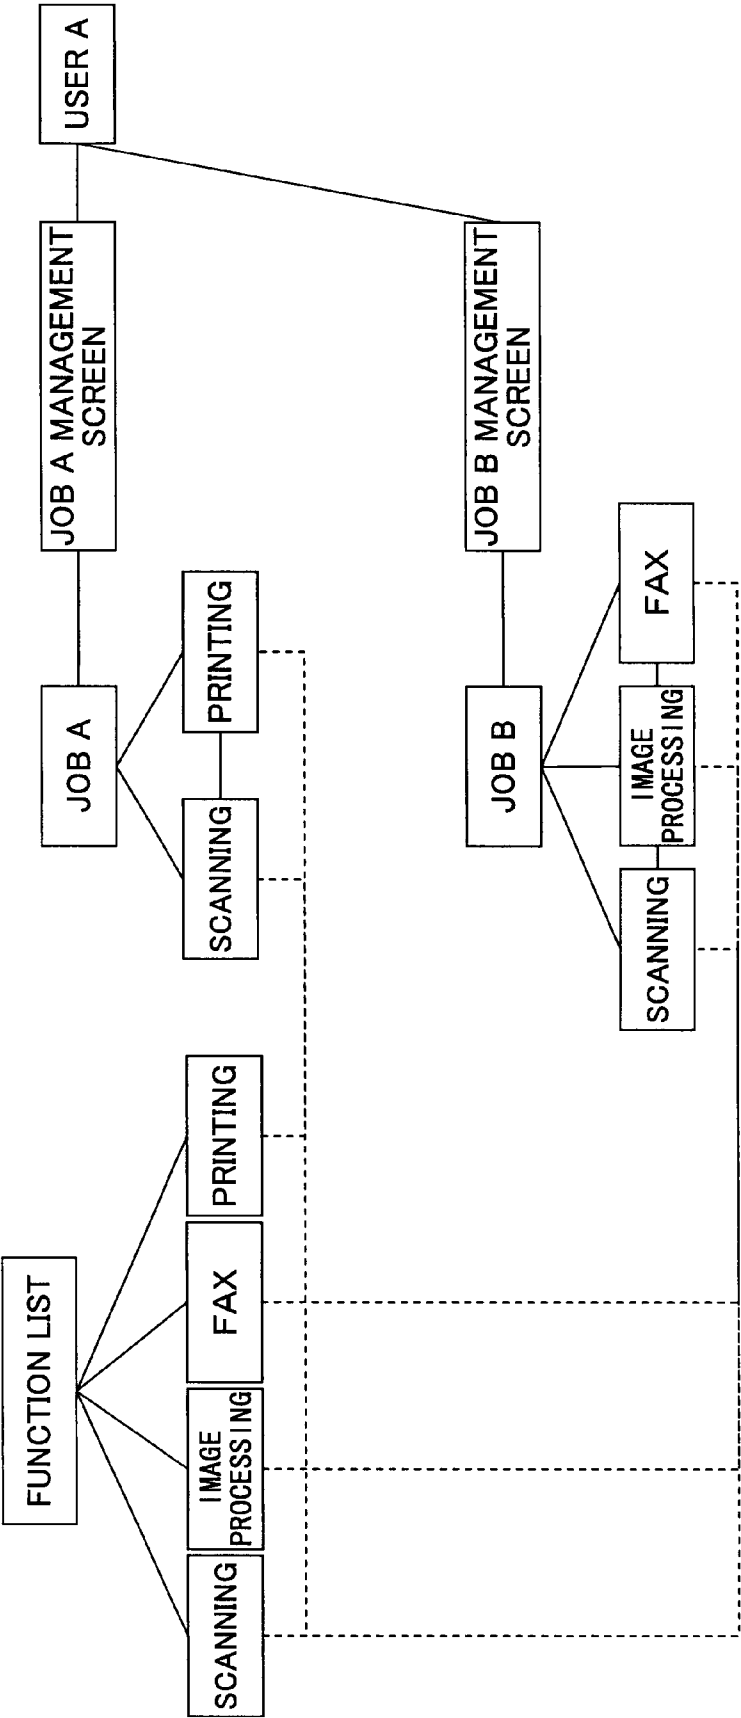 FUNCTION LIST
SCANNING
IMAGE
PROCESSING
FAX
PRINTING
JOB A
SCANNING
PRINTING
JOB A MANAGEMENT
SCREEN
USER A
JOB B
SCANNING
IMAGE
PROCESSING
FAX
JOB B MANAGEMENT
SCREEN